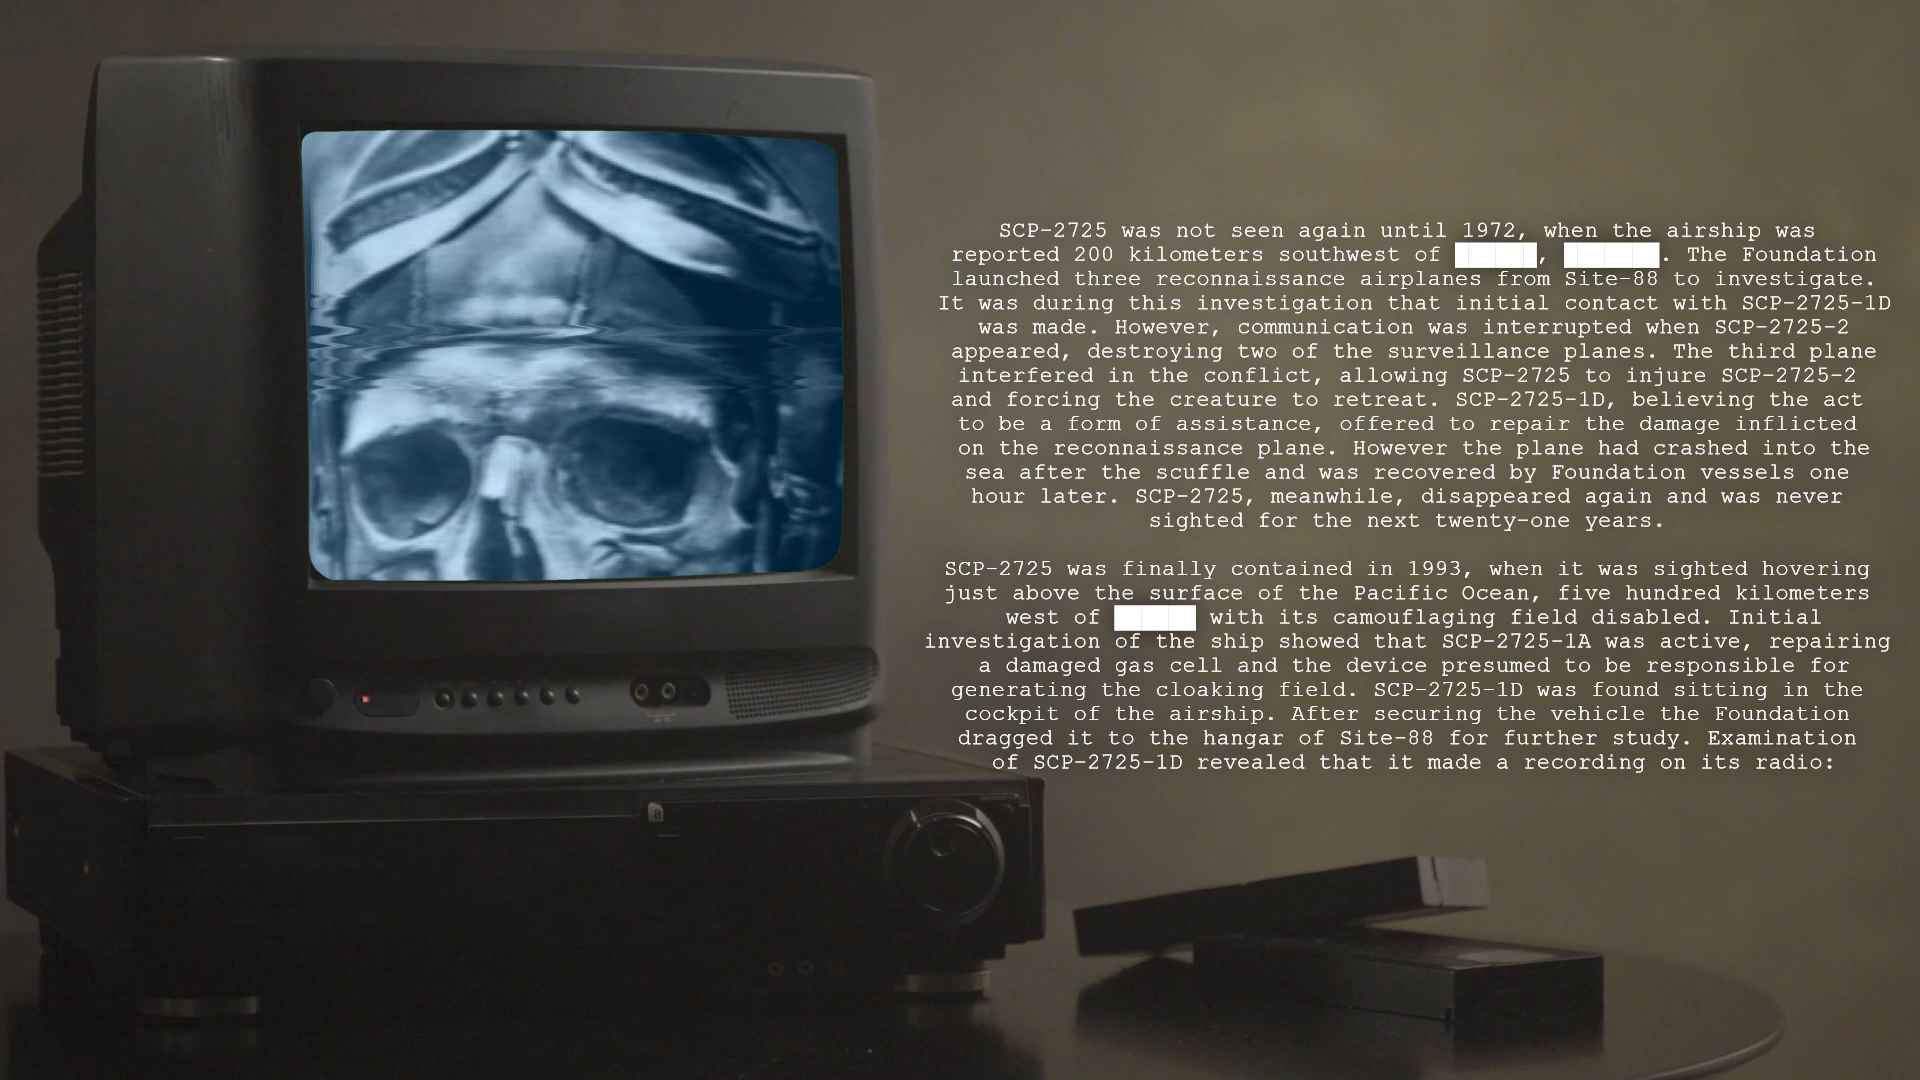 SCP-2725 was not seen again until 1972, when the airship was
reported 200 kilometers southwest of █████, ██████. The Foundation
launched three reconnaissance airplanes from Site-88 to investigate.
It was during this investigation that initial contact with SCP-2725-1D
was made. However, communication was interrupted when SCP-2725-2
appeared, destroying two of the surveillance planes. The third plane
interfered in the conflict, allowing SCP-2725 to injure SCP-2725-2
and forcing the creature to retreat. SCP-2725-1D, believing the act
to be a form of assistance, offered to repair the damage inflicted
on the reconnaissance plane. However the plane had crashed into the
sea after the scuffle and was recovered by Foundation vessels one
hour later. SCP-2725, meanwhile, disappeared again and was never
sighted for the next twenty-one years.
SCP-2725 was finally contained in 1993, when it was sighted hovering
just above the surface of the Pacific Ocean, five hundred kilometers
west of █████ with its camouflaging field disabled. Initial
investigation of the ship showed that SCP-2725-1A was active, repairing
a damaged gas cell and the device presumed to be responsible for
generating the cloaking field. SCP-2725-1D was found sitting in the
cockpit of the airship. After securing the vehicle the Foundation
dragged it to the hangar of Site-88 for further study. Examination
of SCP-2725-1D revealed that it made a recording on its radio: